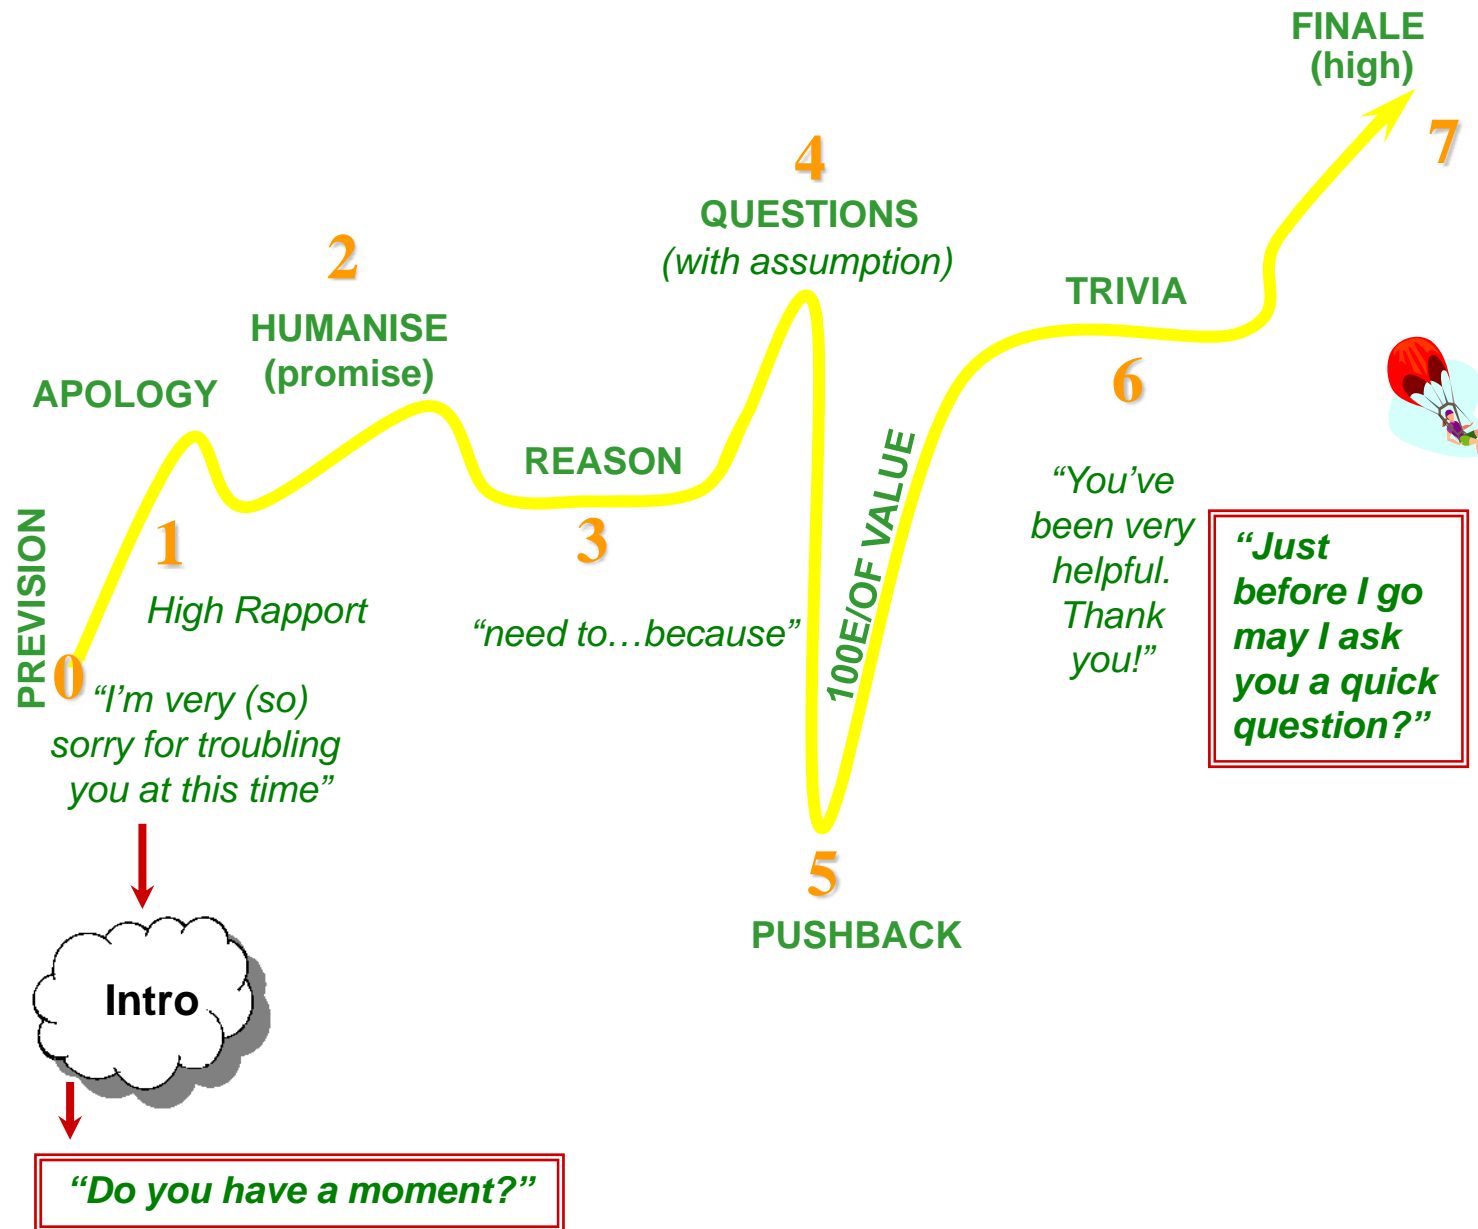 PREVISION
0
APOLOGY
1
High Rapport
“I’m very (so)
sorry for troubling
you at this time”
Intro
“Do you have a moment?”
2
HUMANISE
(promise)
REASON
3
“need to…because”
4
QUESTIONS
(with assumption)
5
PUSHBACK
100E/OF VALUE
TRIVIA
6
“You’ve
been very
helpful.
Thank
you!”
FINALE
(high)
7
“Just
before I go
may I ask
you a quick
question?”